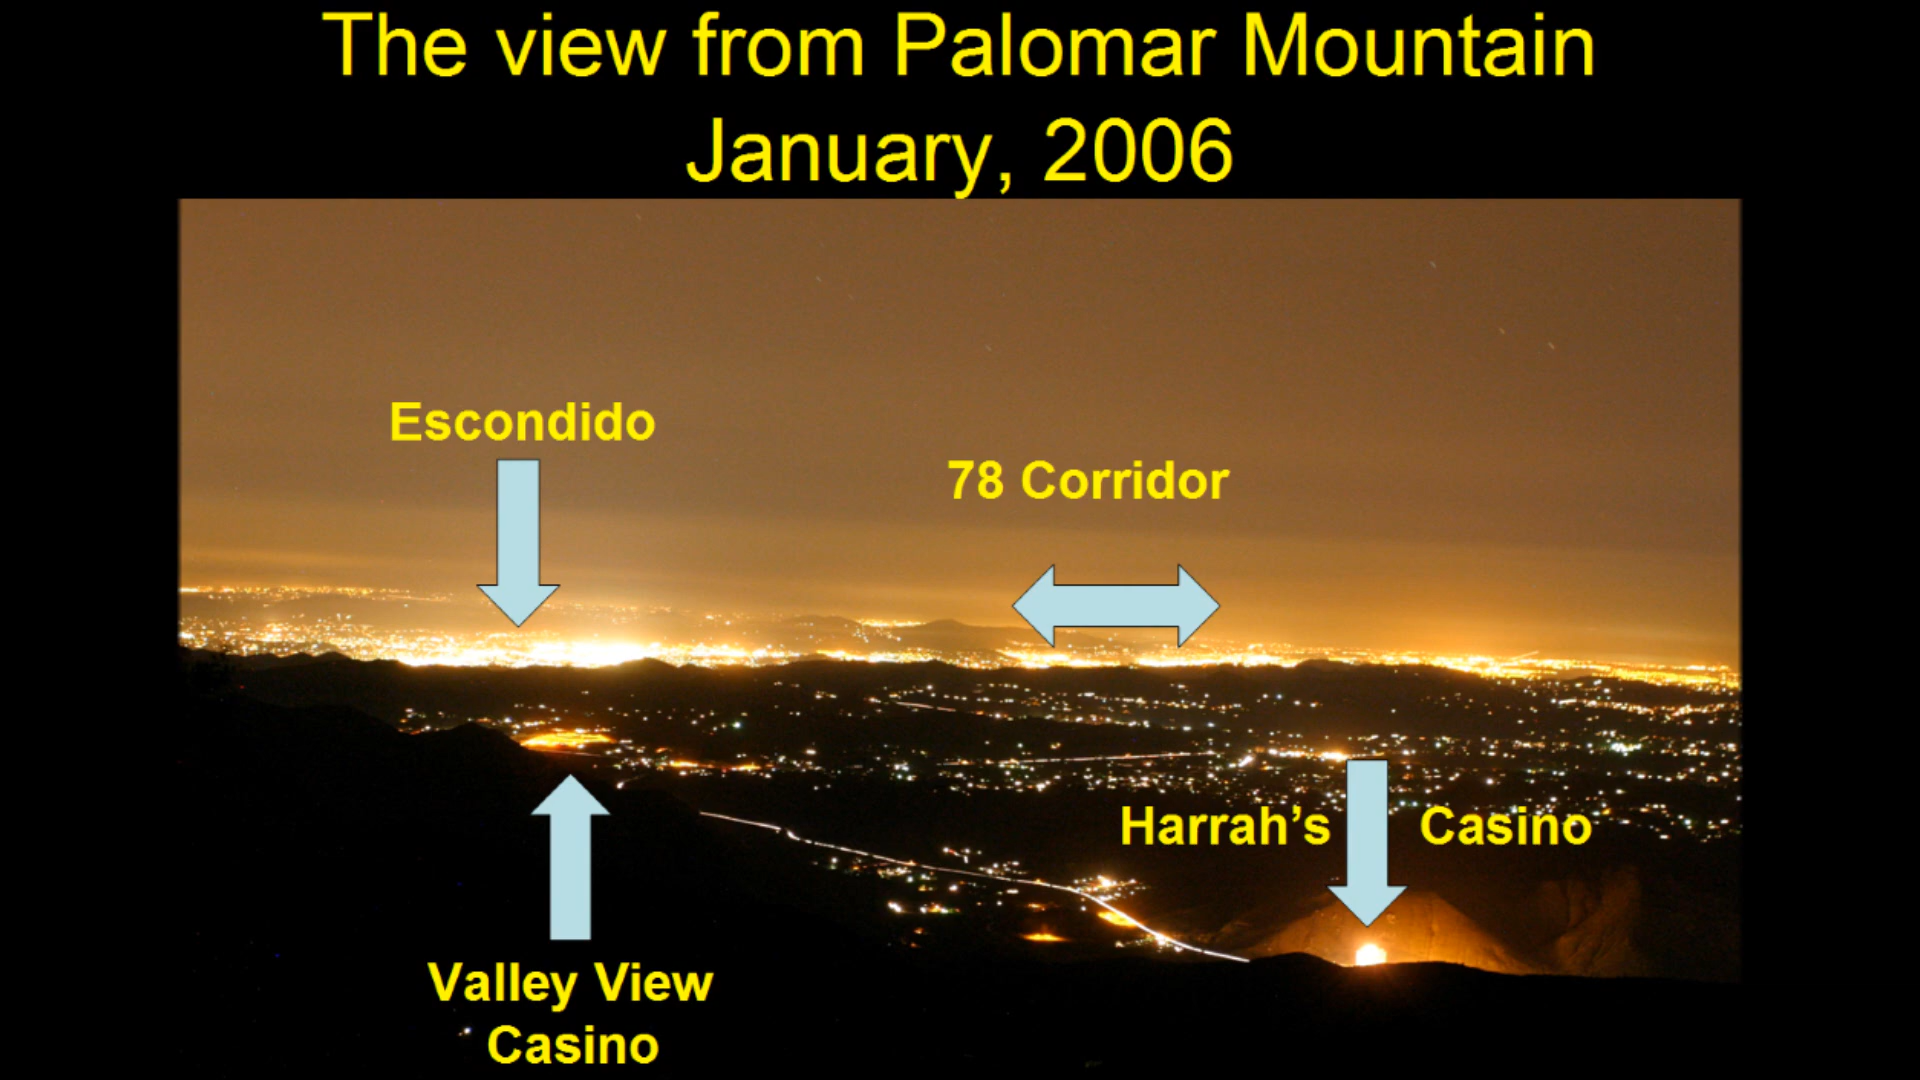 The view from Palomar Mountain
January, 2006
Escondido
78 Corridor
Harrah’s Casino
Valley View
Casino